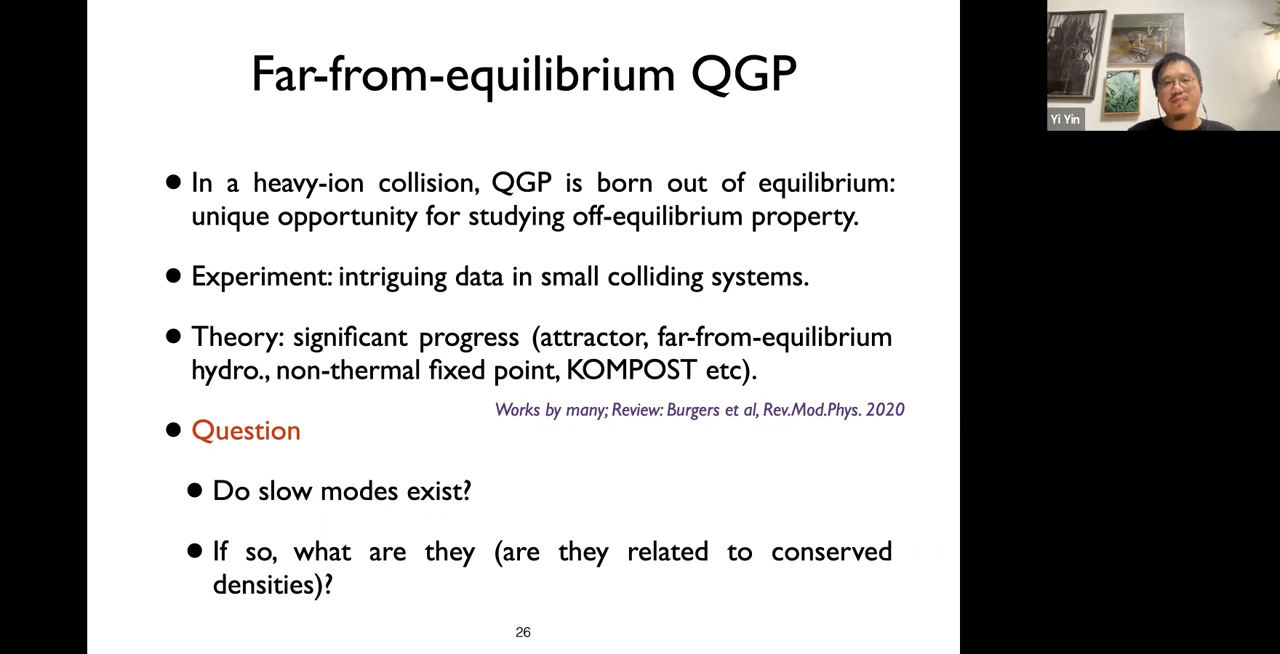 Far-from-equilibrium QGP
Yi Yin
● In a heavy-ion collision, QGP is born out of equilibrium:
unique opportunity for studying off-equilibrium property.
● Experiment: intriguing data in small colliding systems.
● Theory: significant progress (attractor, far-from-equilibrium
hydro., non-thermal fixed point, KOMPOST etc).
Works by many; Review: Burgers et al, Rev.Mod.Phys. 2020
● Question
● Do slow modes exist?
● If so, what are they (are they related to conserved
densities)?
26